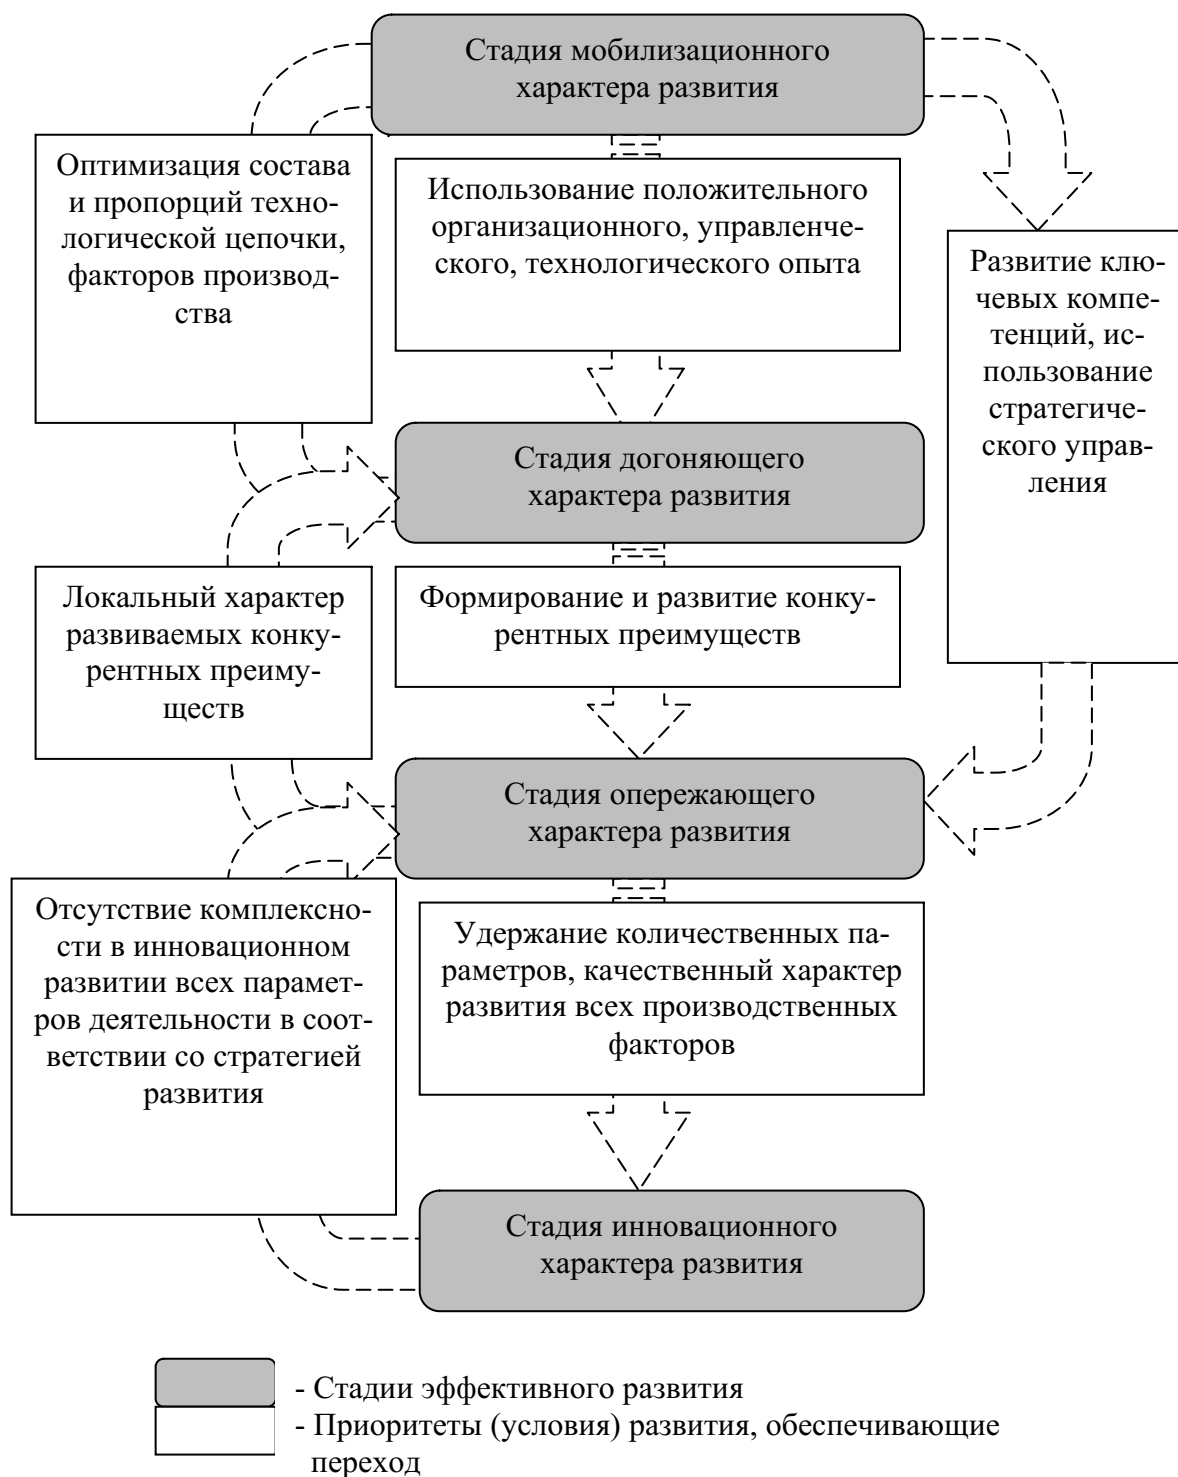 Стадия мобилизационного
характера развития
Оптимизация состава
и пропорций техно-
логической цепочки,
факторов производ-
ства
Использование положительного
организационного, управленче-
ского, технологического опыта
Развитие клю-
чевых компе-
тенций, ис-
пользование
стратегиче-
ского управ-
ления
Стадия догоняющего
характера развития
Локальный характер
развиваемых конку-
рентных преиму-
ществ
Формирование и развитие конку-
рентных преимуществ
Стадия опережающего
характера развития
Отсутствие комплексно-
сти в инновационном
развитии всех парамет-
ров деятельности в соот-
ветствии со стратегией
развития
Удержание количественных па-
раметров, качественный характер
развития всех производственных
факторов
Стадия инновационного
характера развития
- Стадии эффективного развития
- Приоритеты (условия) развития, обеспечивающие
переход